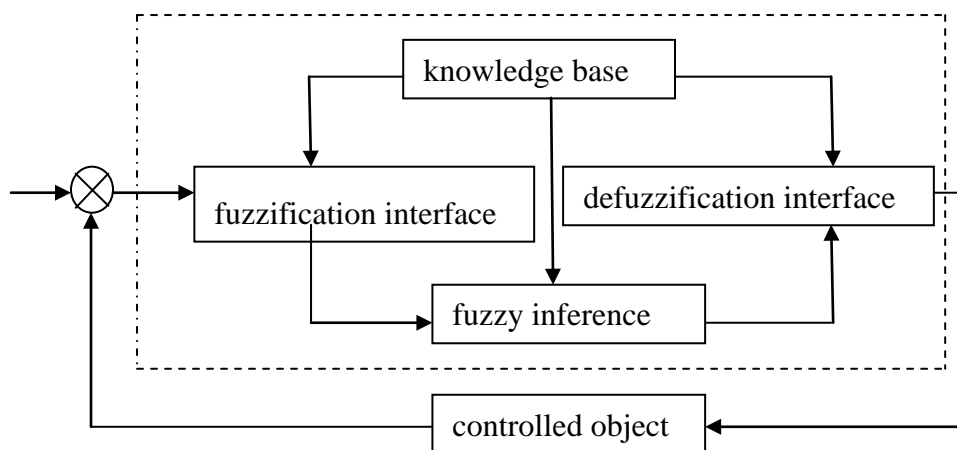 knowledge base
fuzzification interface
defuzzification interface
fuzzy inference
controlled object